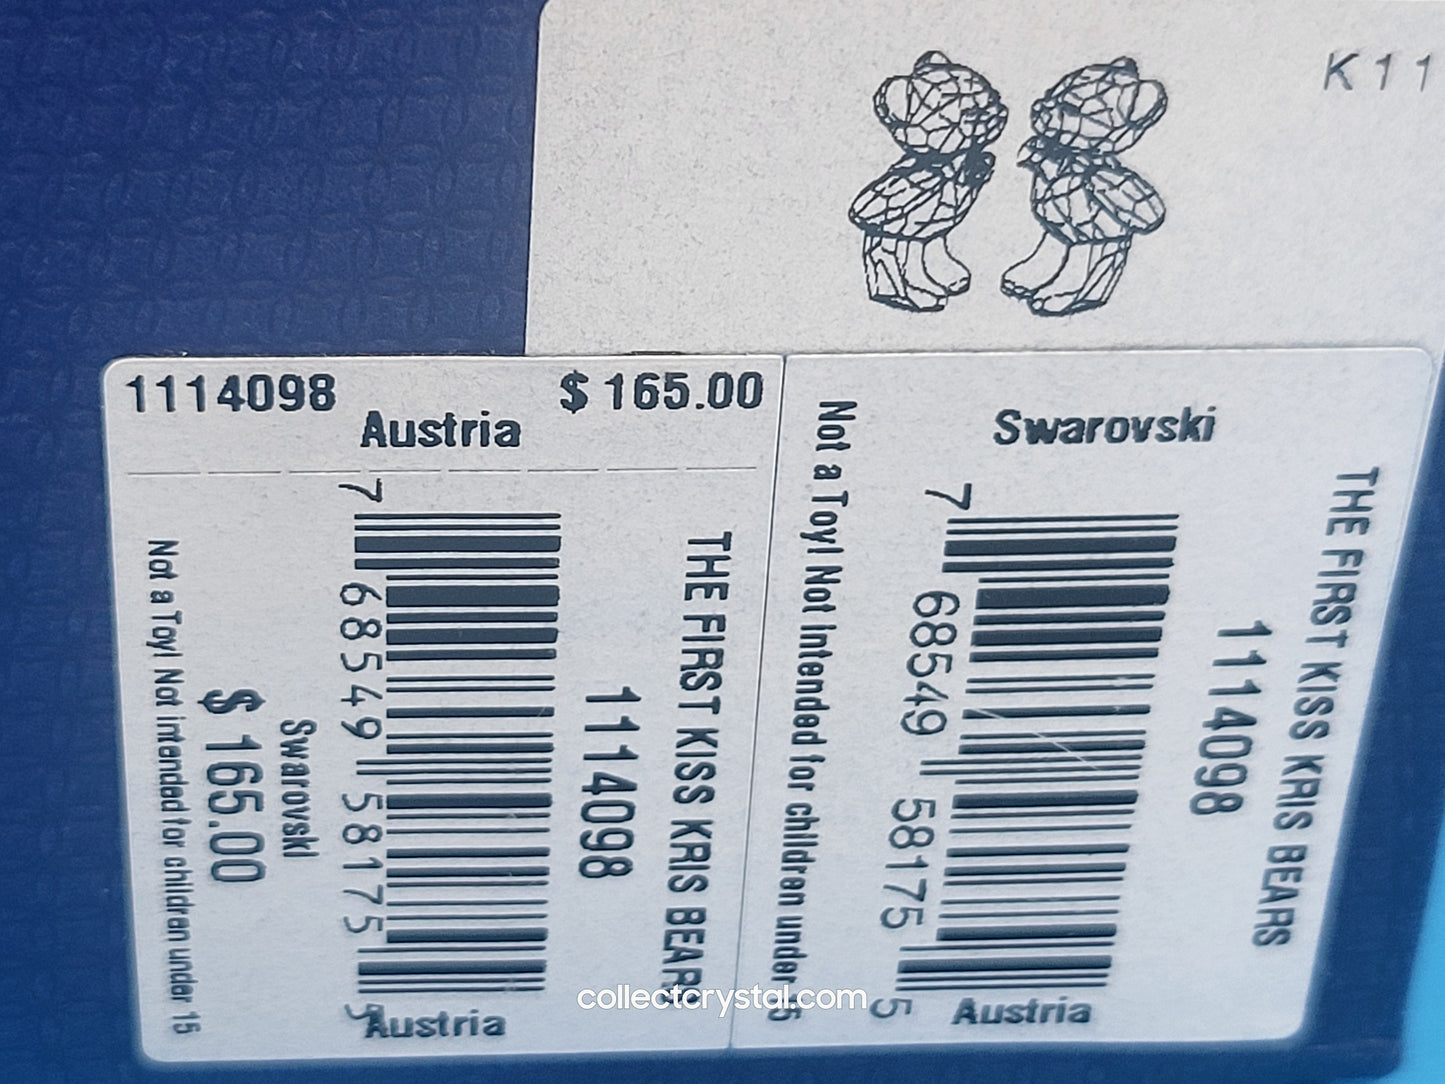 K11
1114098 $ 165.00
Austria
THE FIRST KISS KRIS BEARS
1114098
7 68549 58175 5
Swarovski
$ 165.00
Not a Toy! Not intended for children under 15
Austria
Swarovski
THE FIRST KISS KRIS BEARS
1114098
7 68549 58175 5
Not a Toy! Not intended for children under 15
Austria
collectcrystal.com